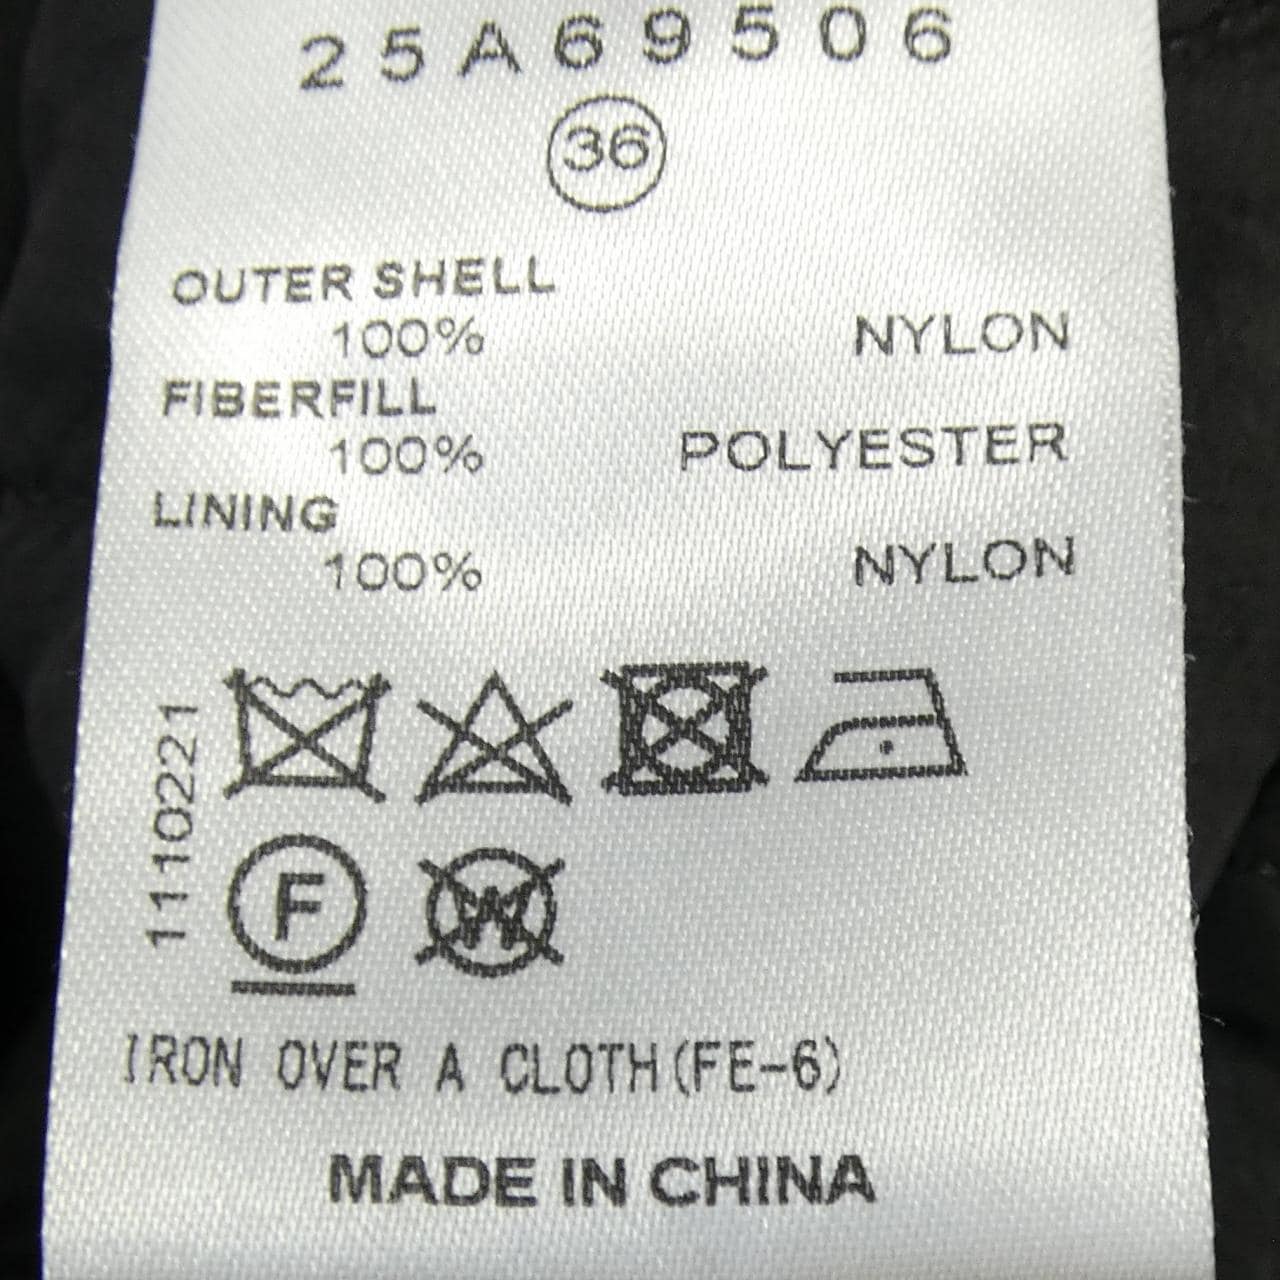 25A69506
36
OUTER SHELL
100% NYLON
FIBERFILL
100% POLYESTER
LINING
100% NYLON
1110221
F
W
IRON OVER A CLOTH(FE-6)
MADE IN CHINA